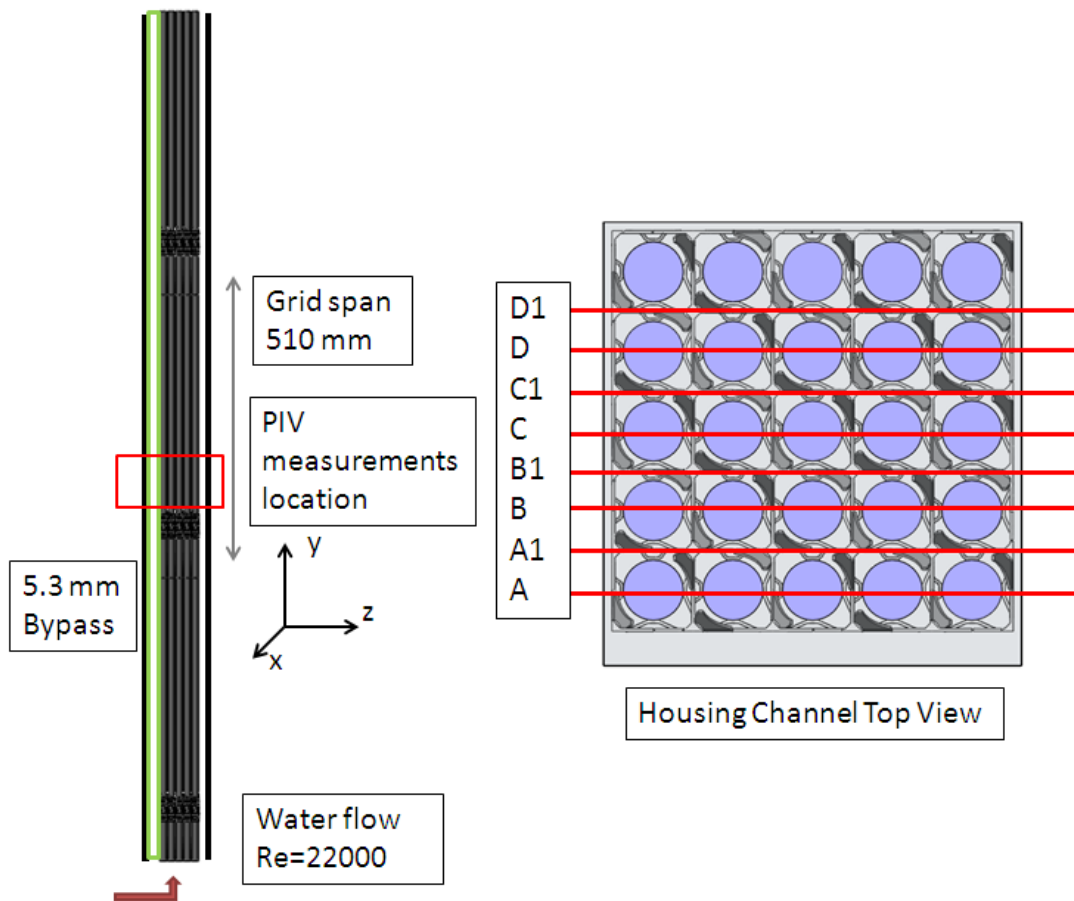 Grid span
510 mm
PIV
measurements
location
5.3 mm
Bypass
y
z
x
Water flow
Re=22000
D1
D
C1
C
B1
B
A1
A
Housing Channel Top View